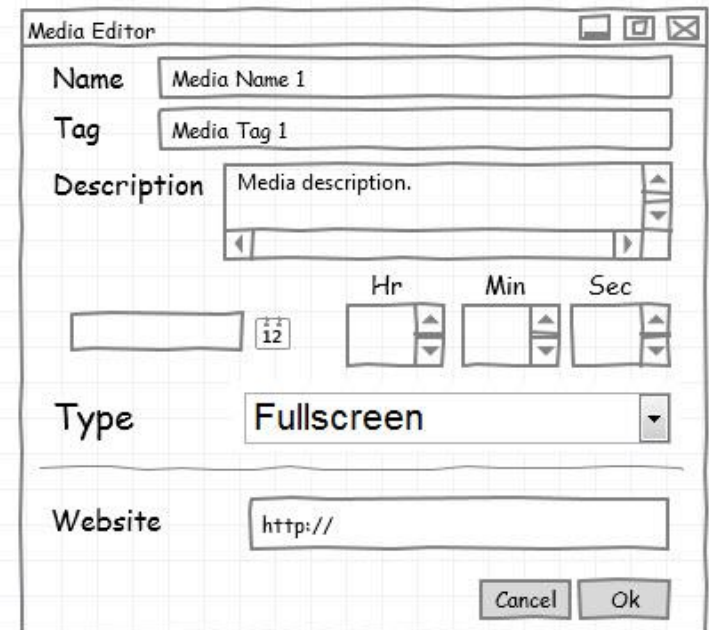 Media Editor
Name Media Name 1
Tag Media Tag 1
Description Media description.
Hr Min Sec
12
Type Fullscreen
Website http://
Cancel Ok